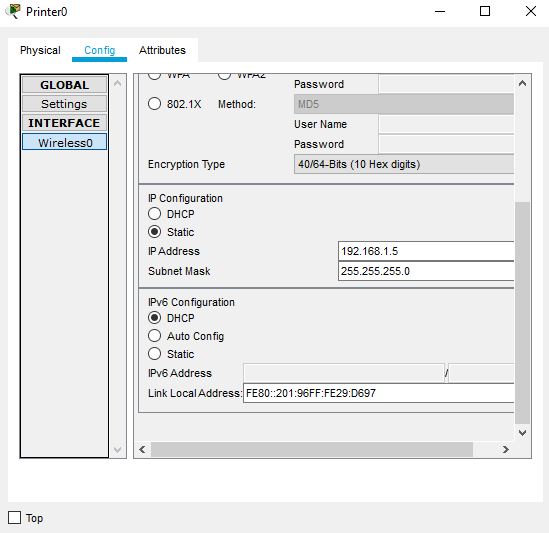 Printer0
Physical Config Attributes
GLOBAL
Settings
INTERFACE
Wireless0
WPA WPA2
Password
802.1X Method: MD5
User Name
Password
Encryption Type 40/64-Bits (10 Hex digits)
IP Configuration
DHCP
Static
IP Address 192.168.1.5
Subnet Mask 255.255.255.0
IPv6 Configuration
DHCP
Auto Config
Static
IPv6 Address /
Link Local Address: FE80::201:96FF:FE29:D697
Top